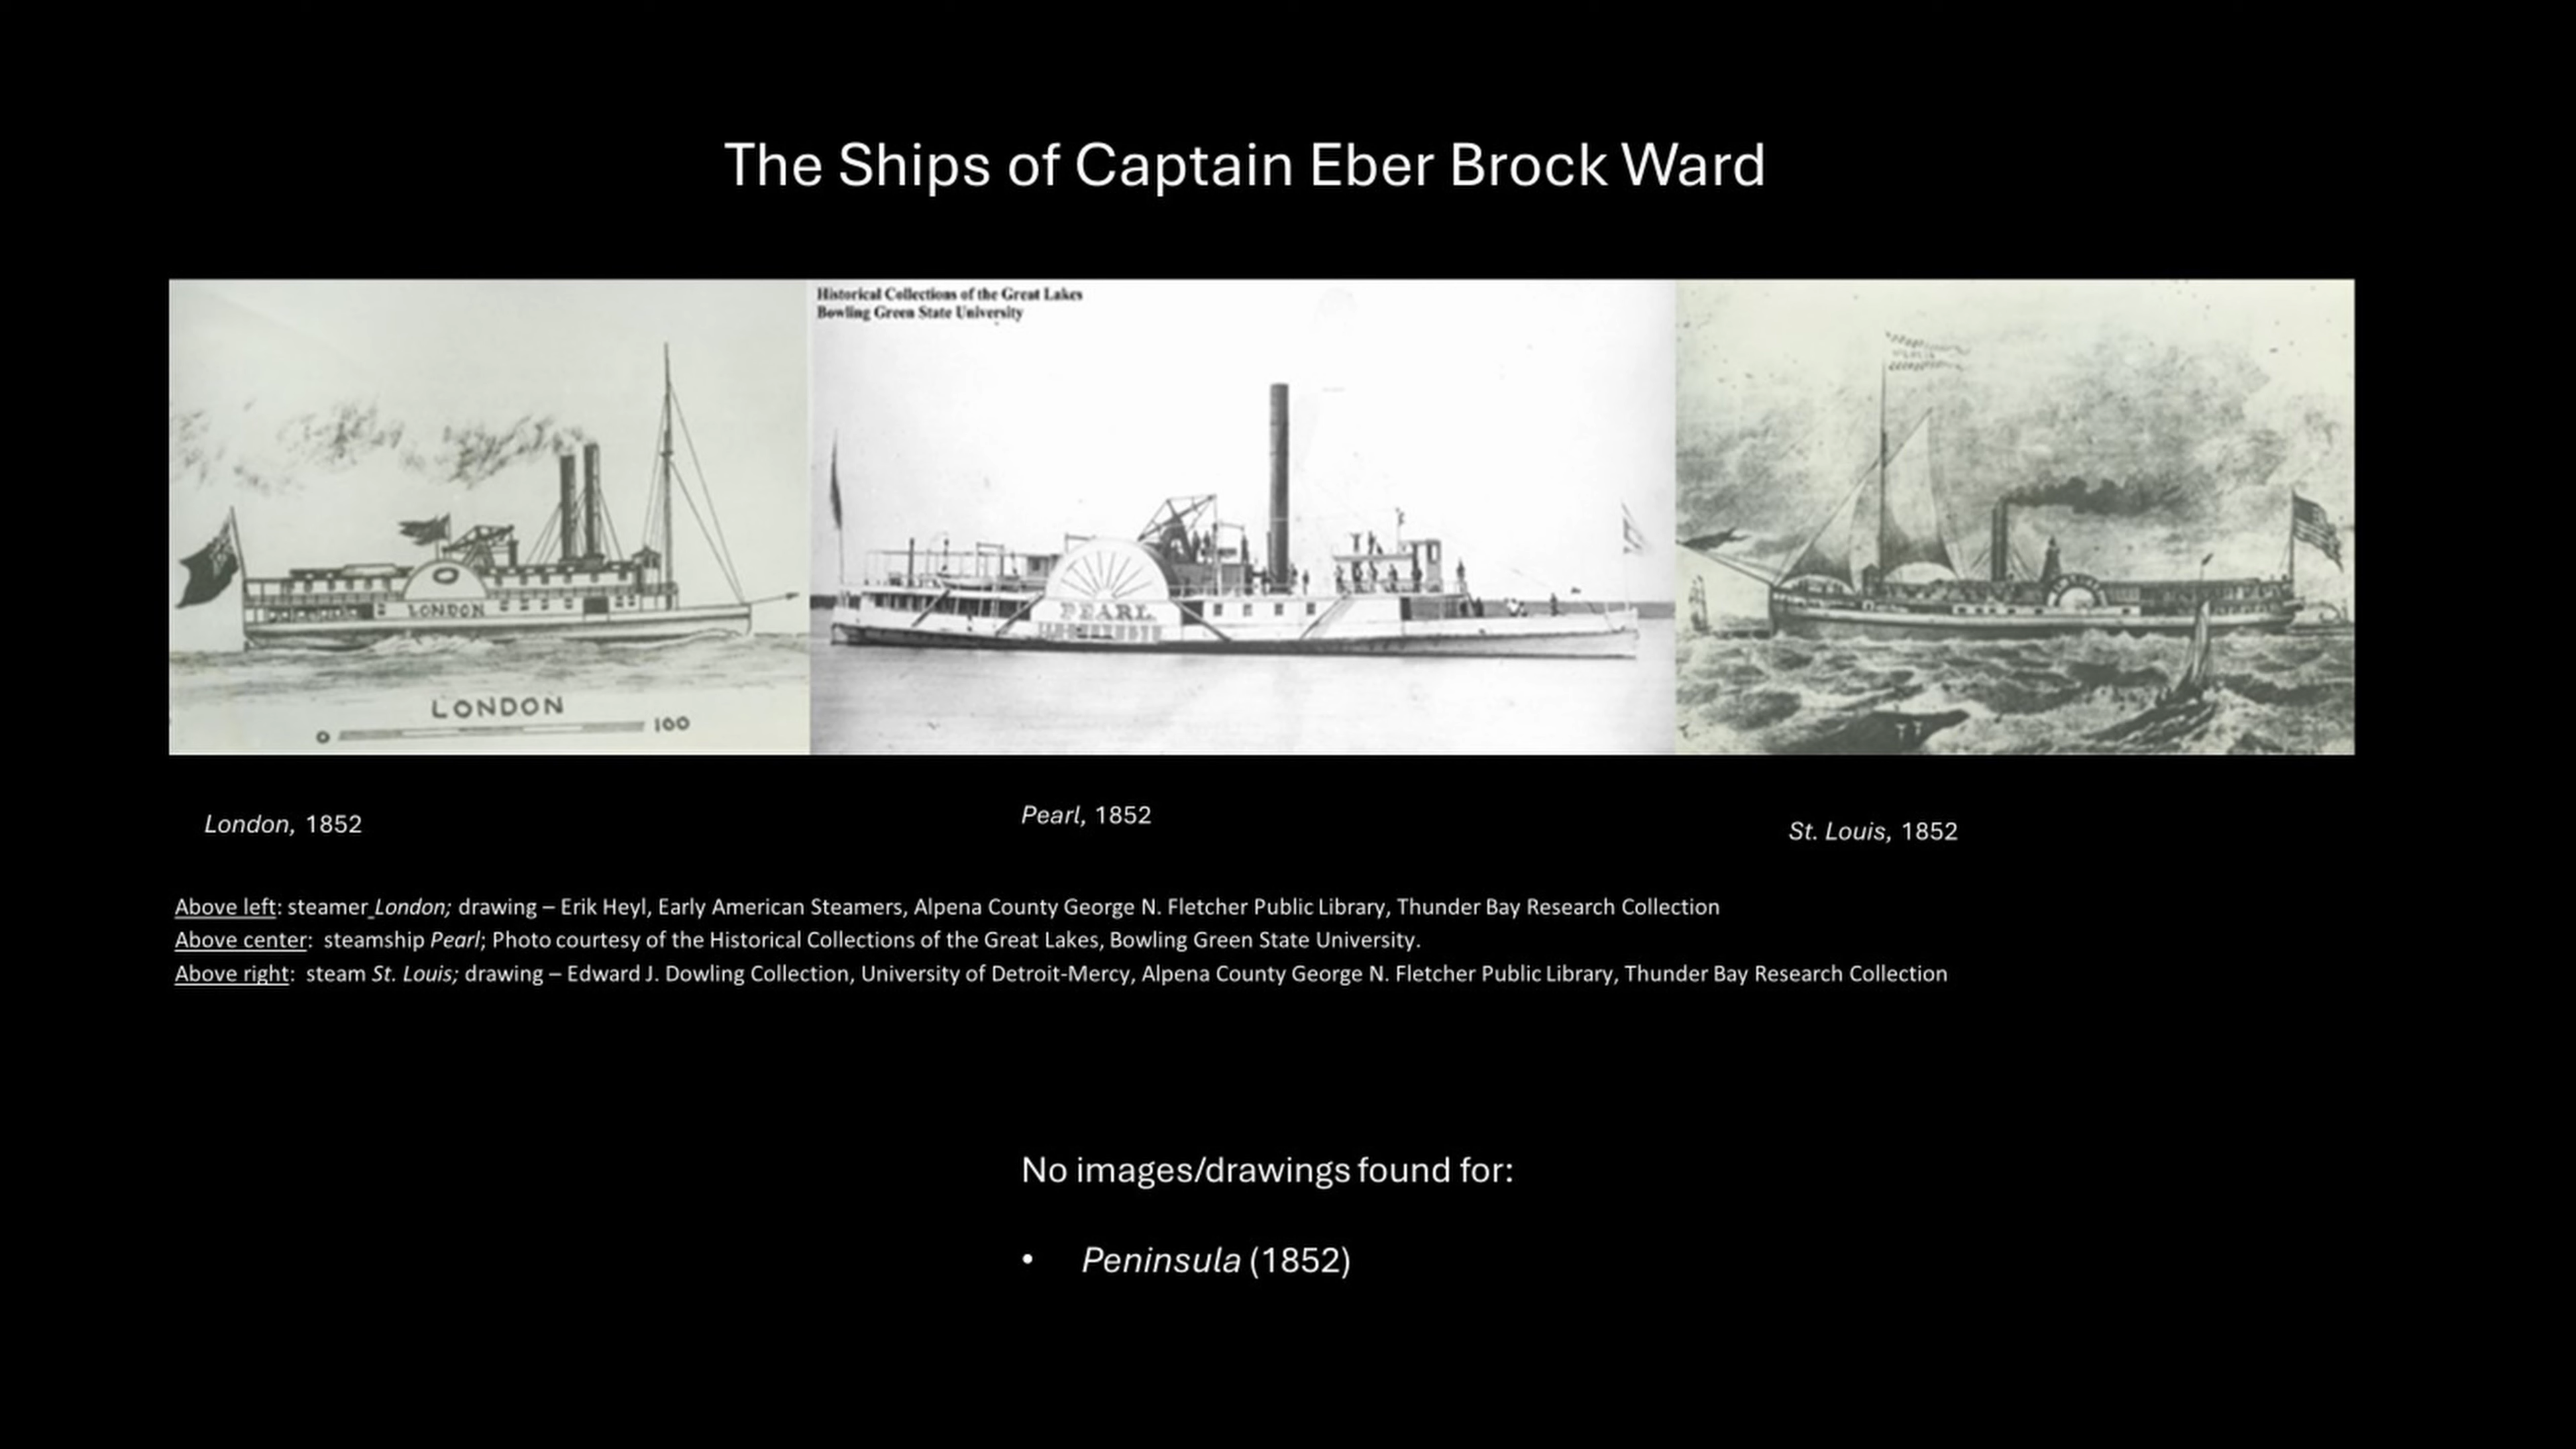 The Ships of Captain Eber Brock Ward
Historical Collections of the Great Lakes
Bowling Green State University
LONDON
LONDON
0 100
PEARL
London, 1852
Pearl, 1852
St. Louis, 1852
Above left: steamer London; drawing – Erik Heyl, Early American Steamers, Alpena County George N. Fletcher Public Library, Thunder Bay Research Collection
Above center: steamship Pearl; Photo courtesy of the Historical Collections of the Great Lakes, Bowling Green State University.
Above right: steam St. Louis; drawing – Edward J. Dowling Collection, University of Detroit-Mercy, Alpena County George N. Fletcher Public Library, Thunder Bay Research Collection
No images/drawings found for:
• Peninsula (1852)